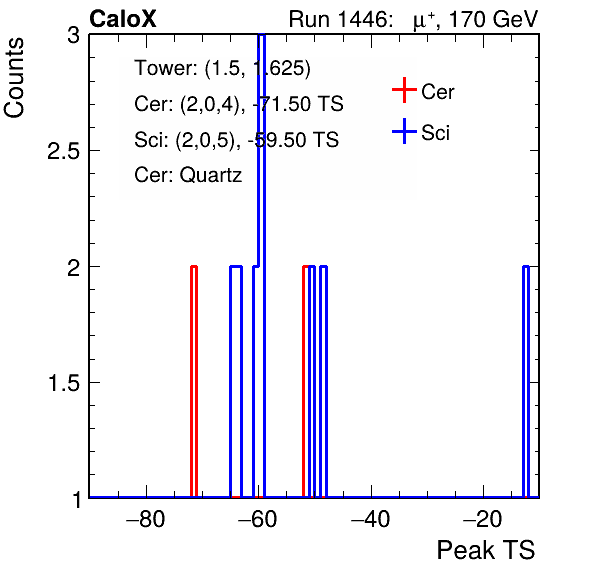 CaloX Run 1446: μ⁺, 170 GeV
Counts
Tower: (1.5, 1.625)
Cer: (2,0,4), -71.50 TS
Sci: (2,0,5), -59.50 TS
Cer: Quartz
Cer
Sci
3
2.5
2
1.5
1
−80 −60 −40 −20
Peak TS